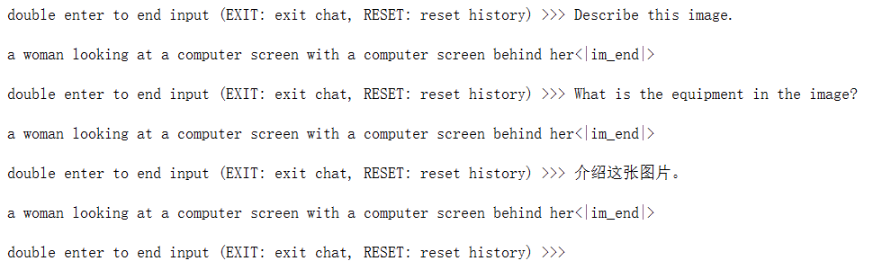 double enter to end input (EXIT: exit chat, RESET: reset history) >>> Describe this image.
a woman looking at a computer screen with a computer screen behind her<|im_end|>
double enter to end input (EXIT: exit chat, RESET: reset history) >>> What is the equipment in the image?
a woman looking at a computer screen with a computer screen behind her<|im_end|>
double enter to end input (EXIT: exit chat, RESET: reset history) >>> 介绍这张图片。
a woman looking at a computer screen with a computer screen behind her<|im_end|>
double enter to end input (EXIT: exit chat, RESET: reset history) >>>